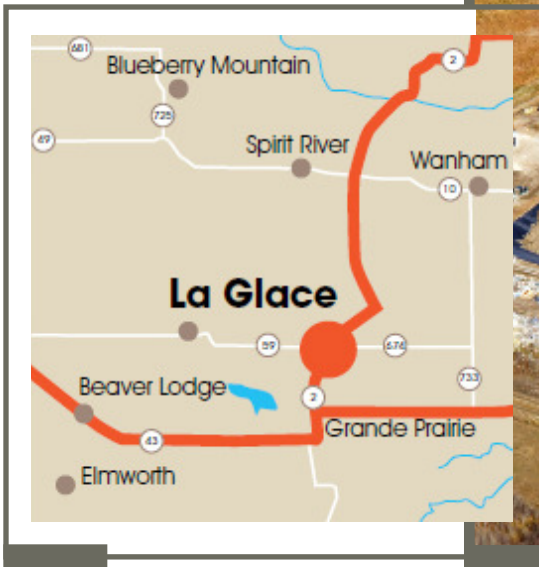 681
2
Blueberry Mountain
725
49
Spirit River
Wanham
10
La Glace
59
674
733
Beaver Lodge
2
43
Grande Prairie
Elmworth